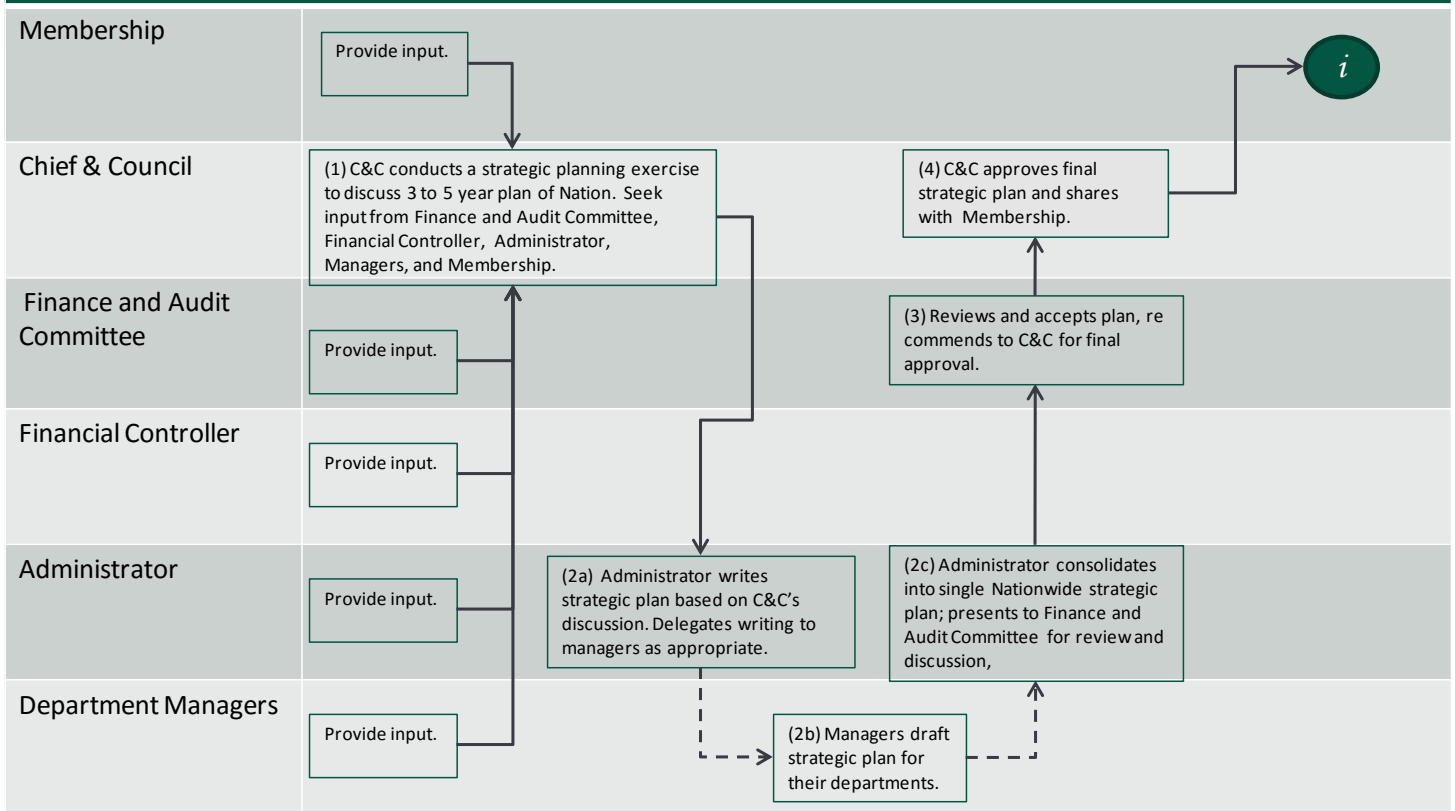 Membership
Provide input.
i
Chief & Council
(1) C&C conducts a strategic planning exercise
to discuss 3 to 5 year plan of Nation. Seek
input from Finance and Audit Committee,
Financial Controller, Administrator,
Managers, and Membership.
(4) C&C approves final
strategic plan and shares
with Membership.
Finance and Audit
Committee
Provide input.
(3) Reviews and accepts plan, re
commends to C&C for final
approval.
Financial Controller
Provide input.
Administrator
Provide input.
(2a) Administrator writes
strategic plan based on C&C’s
discussion. Delegates writing to
managers as appropriate.
(2c) Administrator consolidates
into single Nationwide strategic
plan; presents to Finance and
Audit Committee for review and
discussion,
Department Managers
Provide input.
(2b) Managers draft
strategic plan for
their departments.